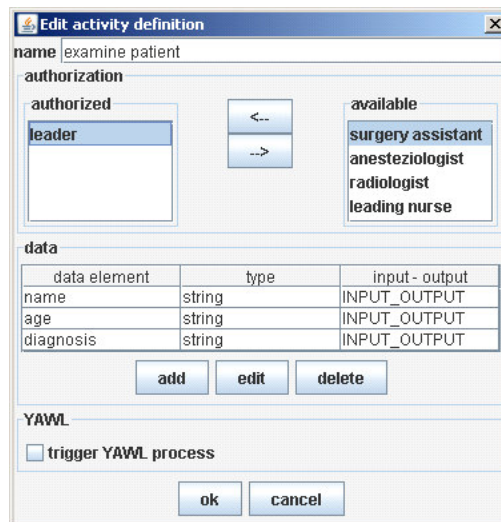 Edit activity definition
name examine patient
authorization
authorized
available
<--
-->
leader
surgery assistant
anesteziologist
radiologist
leading nurse
data
data element type input - output
name string INPUT_OUTPUT
age string INPUT_OUTPUT
diagnosis string INPUT_OUTPUT
add edit delete
YAWL
trigger YAWL process
ok cancel